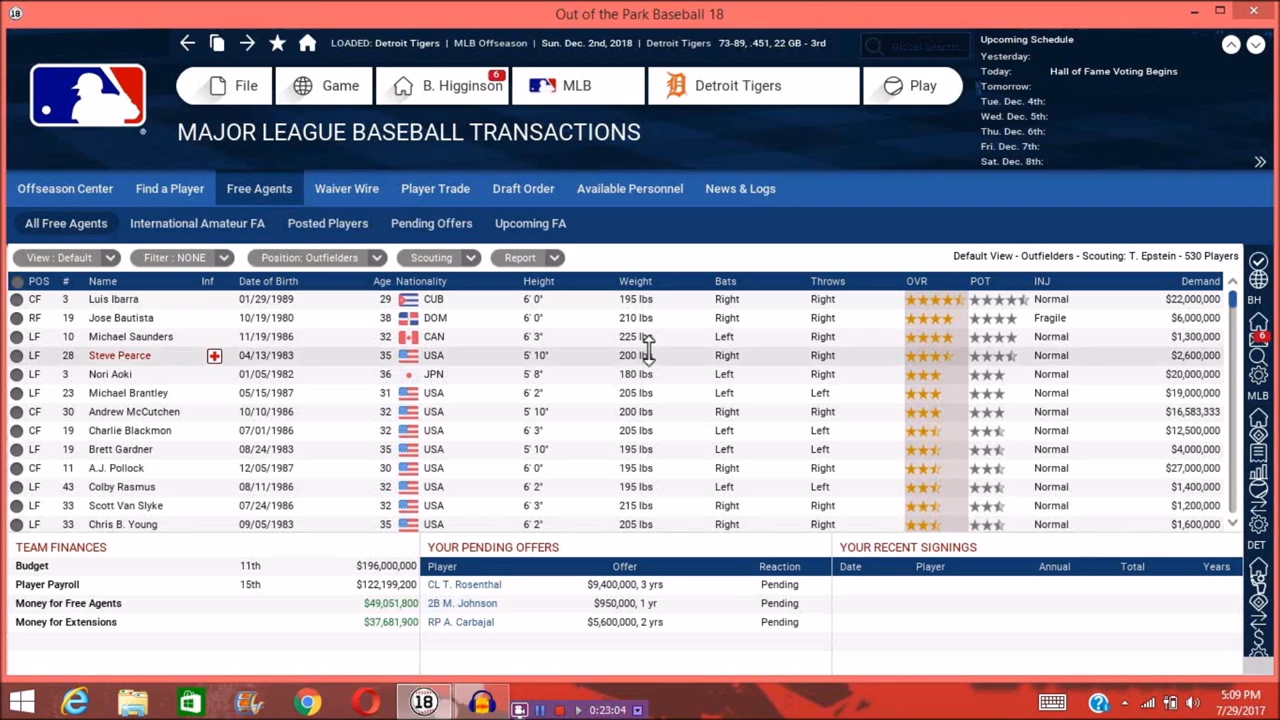 18 Out of the Park Baseball 18
LOADED: Detroit Tigers | MLB Offseason | Sun. Dec. 2nd, 2018 | Detroit Tigers 73-89, .451, 22 GB - 3rd
Global Search...
Upcoming Schedule
Yesterday:
Today: Hall of Fame Voting Begins
Tomorrow:
Tue. Dec. 4th:
Wed. Dec. 5th:
Thu. Dec. 6th:
Fri. Dec. 7th:
Sat. Dec. 8th:
File Game B. Higginson 6 MLB Detroit Tigers Play
MAJOR LEAGUE BASEBALL TRANSACTIONS
Offseason Center Find a Player Free Agents Waiver Wire Player Trade Draft Order Available Personnel News & Logs
All Free Agents International Amateur FA Posted Players Pending Offers Upcoming FA
View : Default Filter : NONE Position: Outfielders Scouting Report Default View - Outfielders - Scouting: T. Epstein - 530 Players
POS # Name Inf Date of Birth Age Nationality Height Weight Bats Throws OVR POT INJ Demand
CF 3 Luis Ibarra 01/29/1989 29 CUB 6' 0" 195 lbs Right Right Normal $22,000,000
RF 19 Jose Bautista 10/19/1980 38 DOM 6' 0" 210 lbs Right Right Fragile $6,000,000
LF 10 Michael Saunders 11/19/1986 32 CAN 6' 3" 225 lbs Left Right Normal $1,300,000
LF 28 Steve Pearce 04/13/1983 35 USA 5' 10" 200 lbs Right Right Normal $2,600,000
LF 3 Nori Aoki 01/05/1982 36 JPN 5' 8" 180 lbs Left Right Normal $20,000,000
LF 23 Michael Brantley 05/15/1987 31 USA 6' 2" 205 lbs Left Left Normal $19,000,000
CF 30 Andrew McCutchen 10/10/1986 32 USA 5' 10" 200 lbs Right Right Normal $16,583,333
CF 19 Charlie Blackmon 07/01/1986 32 USA 6' 3" 205 lbs Left Left Normal $12,500,000
LF 19 Brett Gardner 08/24/1983 35 USA 5' 10" 195 lbs Left Left Normal $4,000,000
CF 11 A.J. Pollock 12/05/1987 30 USA 6' 0" 195 lbs Right Right Normal $27,000,000
LF 43 Colby Rasmus 08/11/1986 32 USA 6' 2" 195 lbs Left Left Normal $1,400,000
LF 33 Scott Van Slyke 07/24/1986 32 USA 6' 3" 215 lbs Right Right Normal $1,200,000
LF 33 Chris B. Young 09/05/1983 35 USA 6' 2" 205 lbs Right Right Normal $1,600,000
BH
6
MLB
DET
TEAM FINANCES
Budget 11th $196,000,000
Player Payroll 15th $122,199,200
Money for Free Agents $49,051,800
Money for Extensions $37,681,900
YOUR PENDING OFFERS
Player Offer Reaction
CL T. Rosenthal $9,400,000, 3 yrs Pending
2B M. Johnson $950,000, 1 yr Pending
RP A. Carbajal $5,600,000, 2 yrs Pending
YOUR RECENT SIGNINGS
Date Player Annual Total Years
18
0:23:04
5:09 PM
7/29/2017